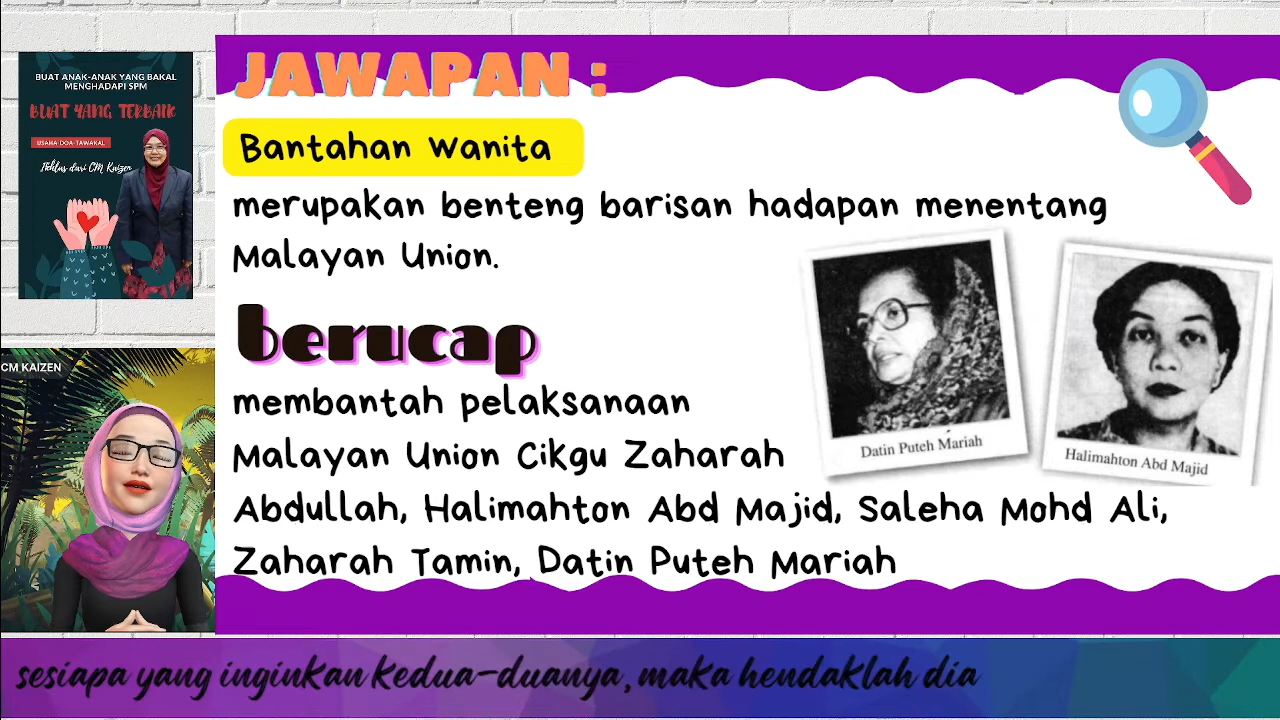 BUAT ANAK-ANAK YANG BAKAL
MENGHADAPI SPM
BUAT YANG TERBAIK
USAHA-DOA-TAWAKAL
Ikhlas dari CM Kaizen
CM KAIZEN
JAWAPAN :
Bantahan wanita
merupakan benteng barisan hadapan menentang
Malayan Union.
berucap
membantah pelaksanaan
Malayan Union Cikgu Zaharah
Abdullah, Halimahton Abd Majid, Saleha Mohd Ali,
Zaharah Tamin, Datin Puteh Mariah
Datin Puteh Mariah
Halimahton Abd Majid
sesiapa yang inginkan kedua-duanya, maka hendaklah dia